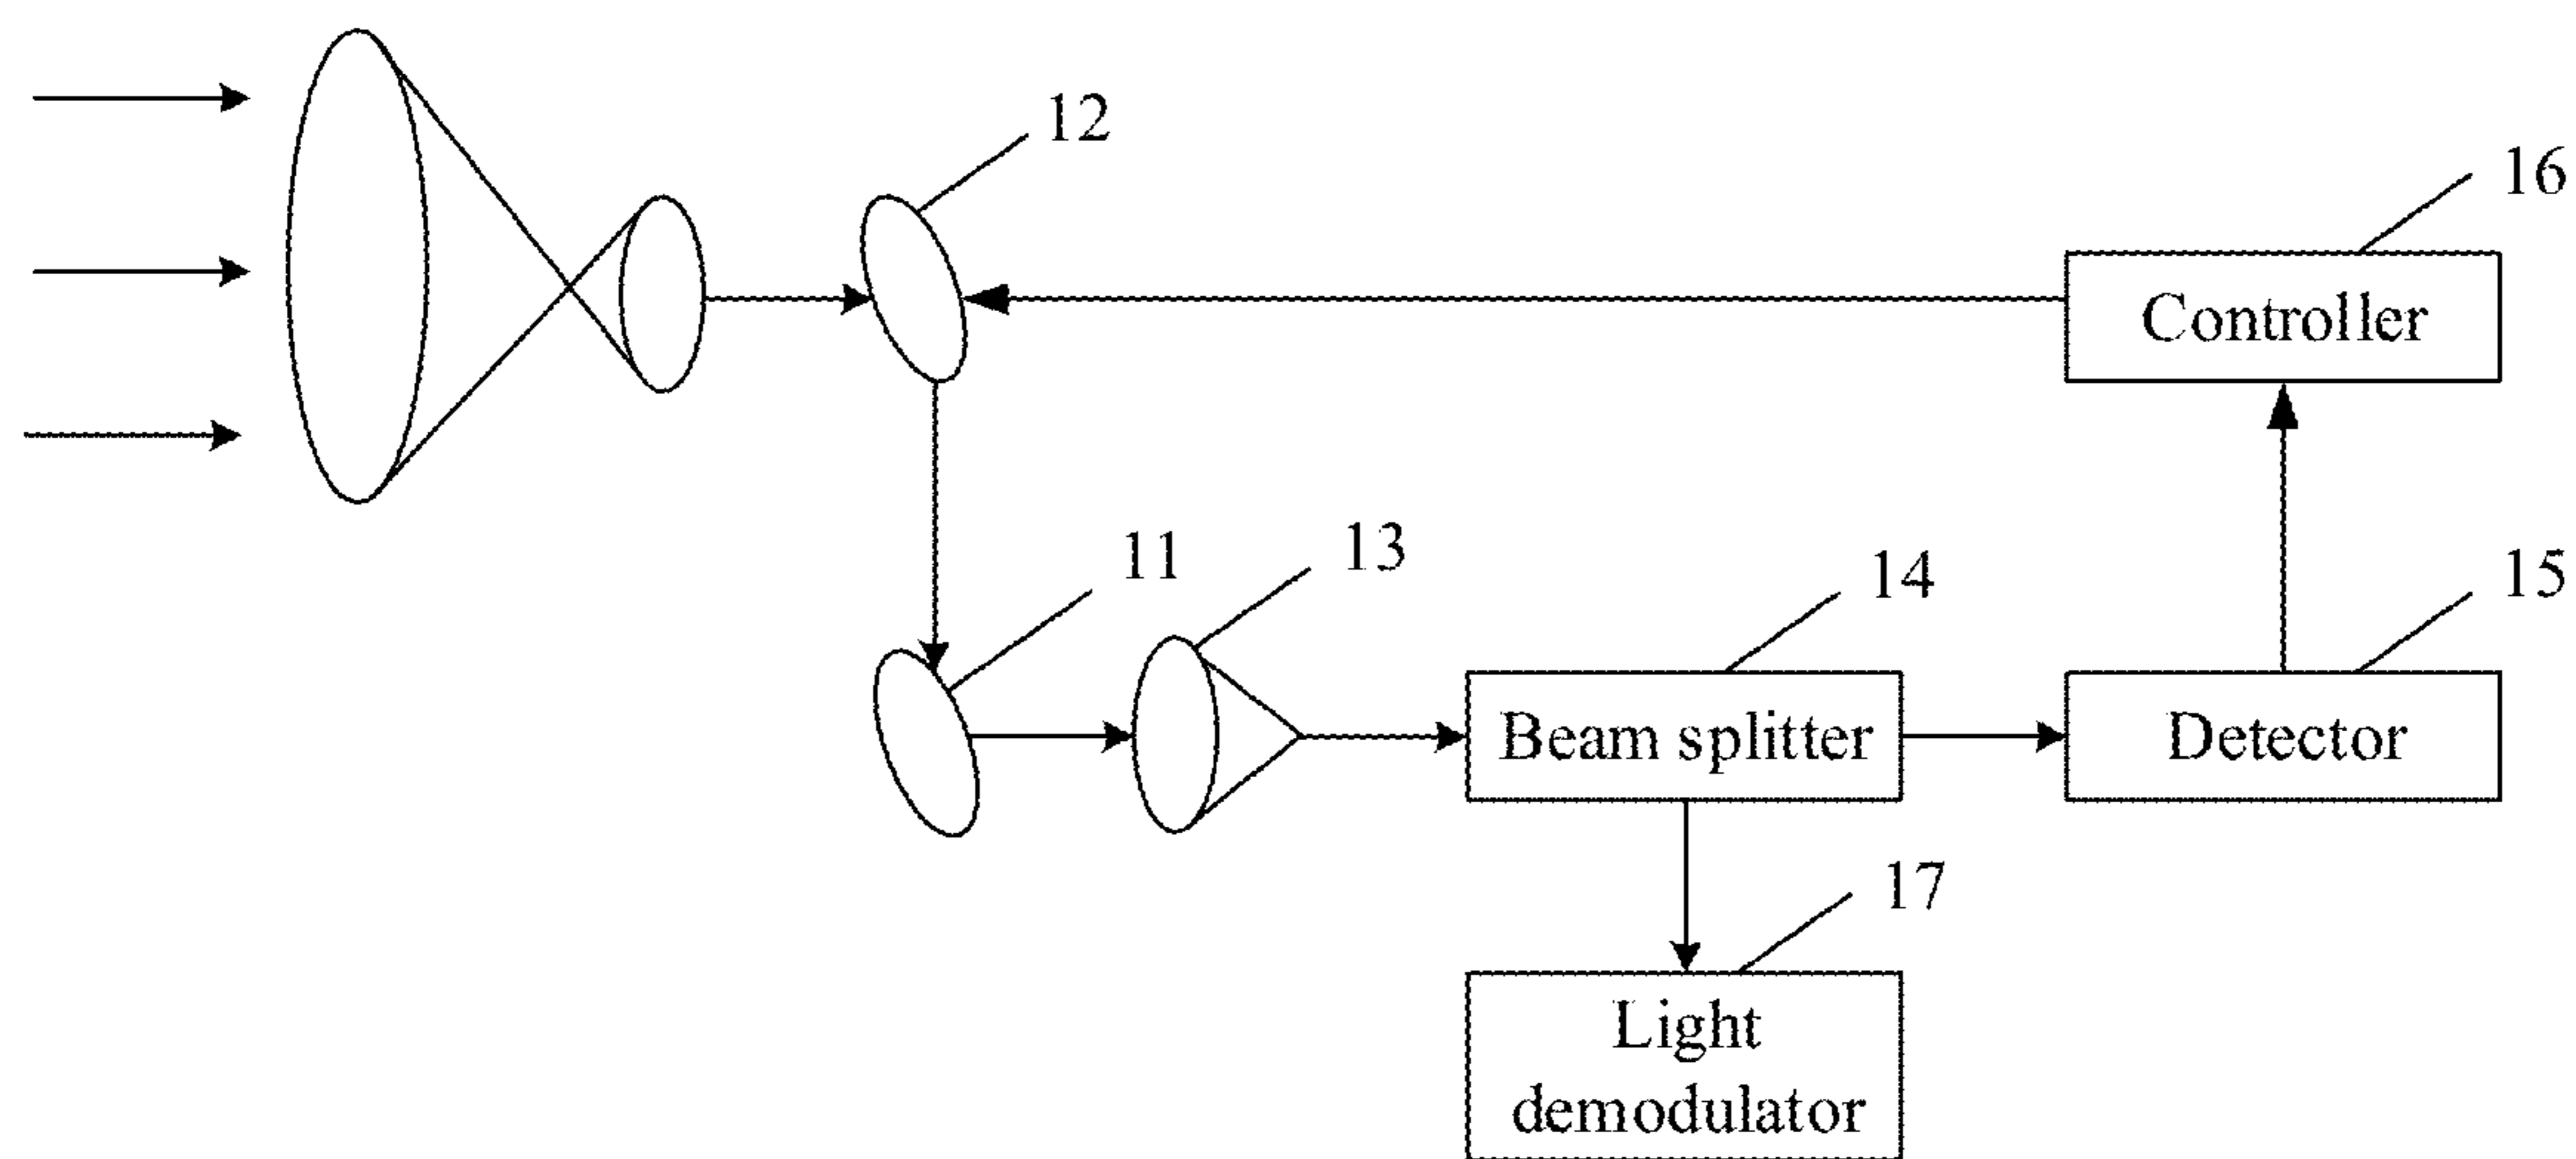 12
16
Controller
11
13
14
15
Beam splitter
Detector
17
Light
demodulator